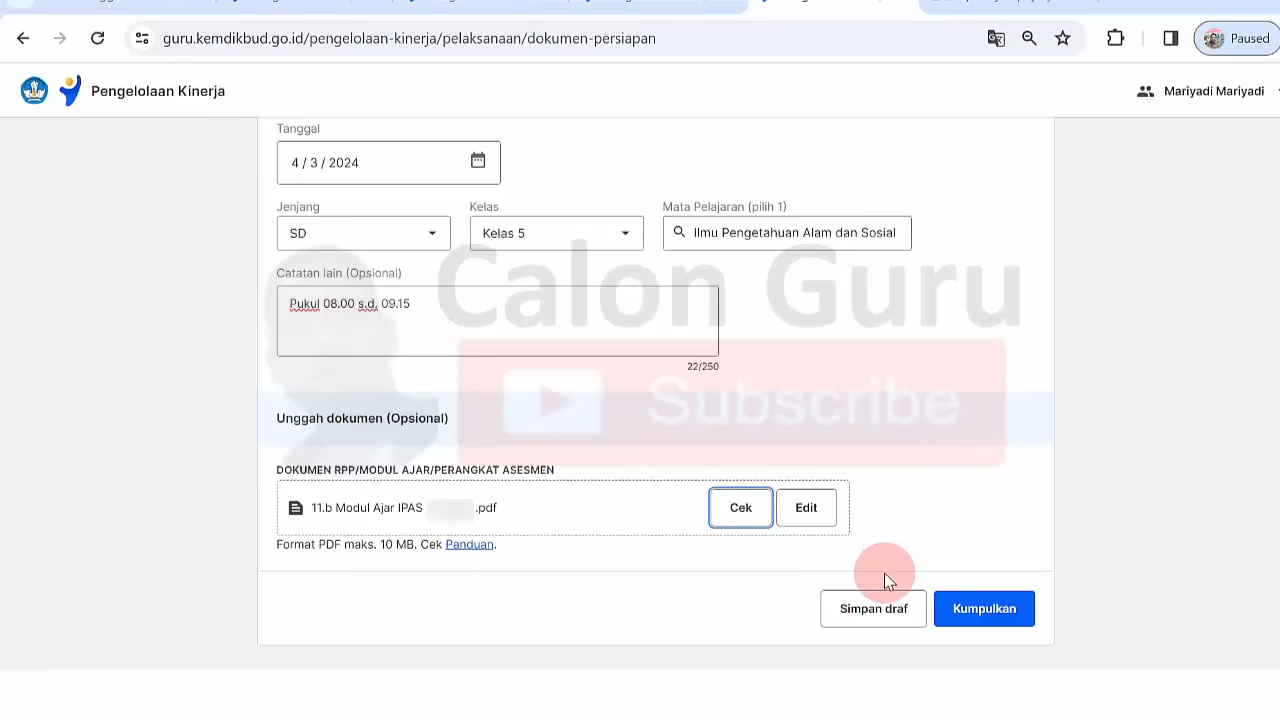 guru.kemdikbud.go.id/pengelolaan-kinerja/pelaksanaan/dokumen-persiapan
Paused
Pengelolaan Kinerja
Mariyadi Mariyadi
Tanggal
4 / 3 / 2024
Jenjang
Kelas
Mata Pelajaran (pilih 1)
SD
Kelas 5
Ilmu Pengetahuan Alam dan Sosial
Catatan lain (Opsional)
Calon Guru
Pukul 08.00 s.d. 09.15
22/250
Subscribe
Unggah dokumen (Opsional)
DOKUMEN RPP/MODUL AJAR/PERANGKAT ASESMEN
11.b Modul Ajar IPAS .pdf
Cek
Edit
Format PDF maks. 10 MB. Cek Panduan.
Simpan draf
Kumpulkan